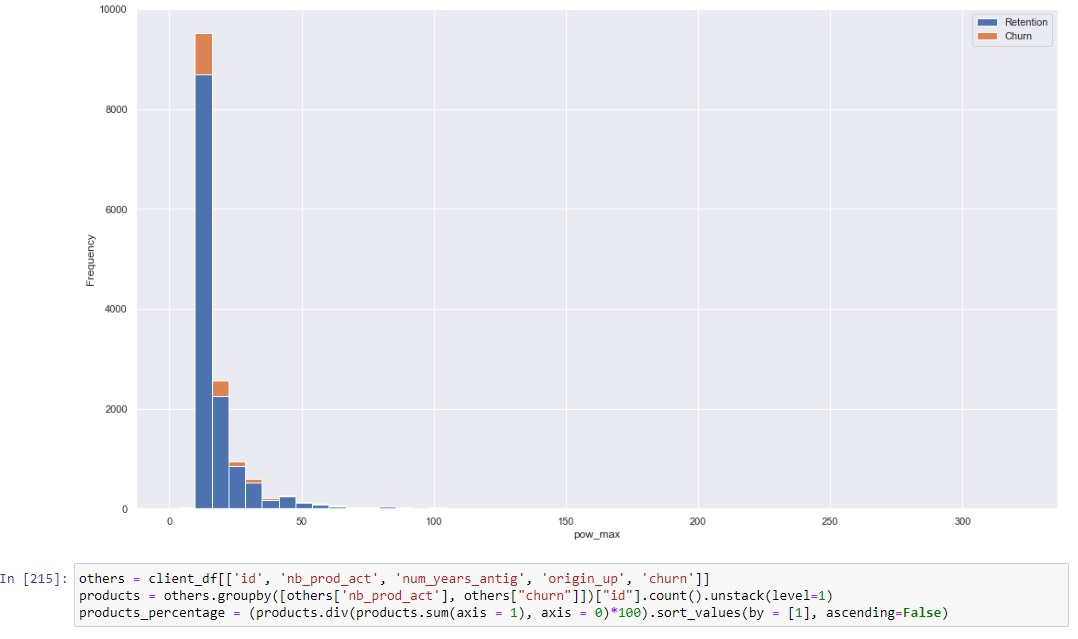 10000
Retention
Churn
8000
6000
Frequency
4000
2000
0
0 50 100 150 200 250 300
pow_max
In [215]: others = client_df[['id', 'nb_prod_act', 'num_years_antig', 'origin_up', 'churn']]
products = others.groupby([others['nb_prod_act'], others["churn"]])["id"].count().unstack(level=1)
products_percentage = (products.div(products.sum(axis = 1), axis = 0)*100).sort_values(by = [1], ascending=False)